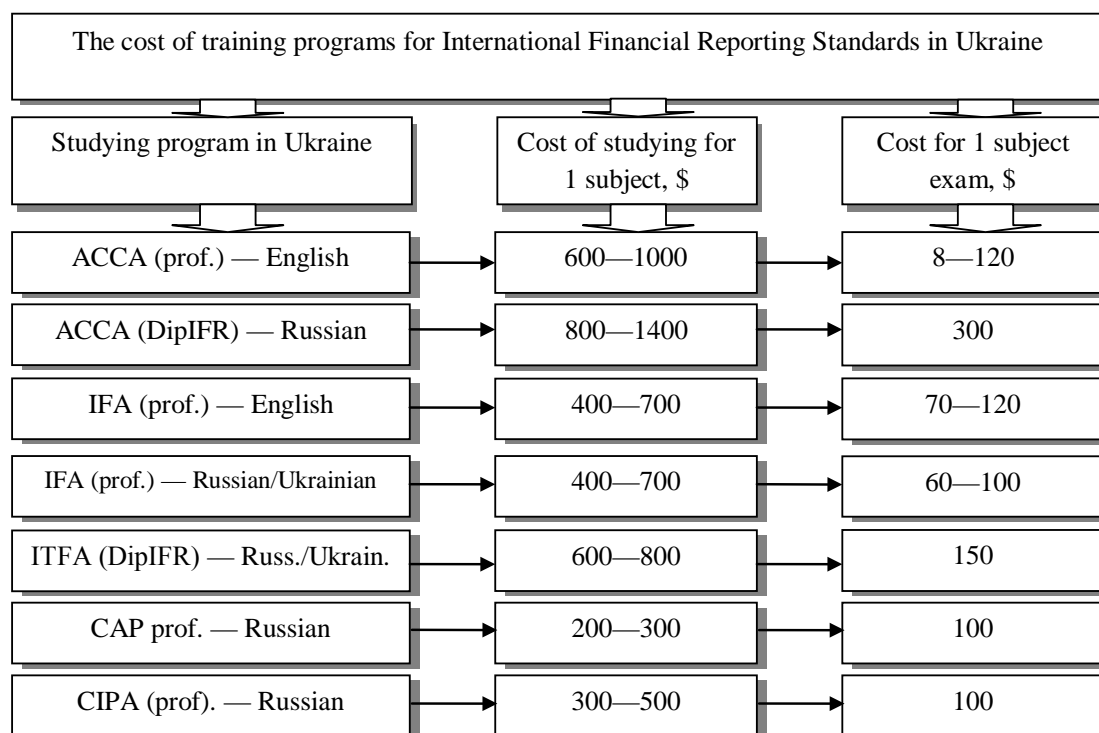 The cost of training programs for International Financial Reporting Standards in Ukraine
Studying program in Ukraine
Cost of studying for
1 subject, $
Cost for 1 subject
exam, $
ACCA (prof.) — English
600—1000
8—120
ACCA (DipIFR) — Russian
800—1400
300
IFA (prof.) — English
400—700
70—120
IFA (prof.) — Russian/Ukrainian
400—700
60—100
ITFA (DipIFR) — Russ./Ukrain.
600—800
150
CAP prof. — Russian
200—300
100
CIPA (prof). — Russian
300—500
100